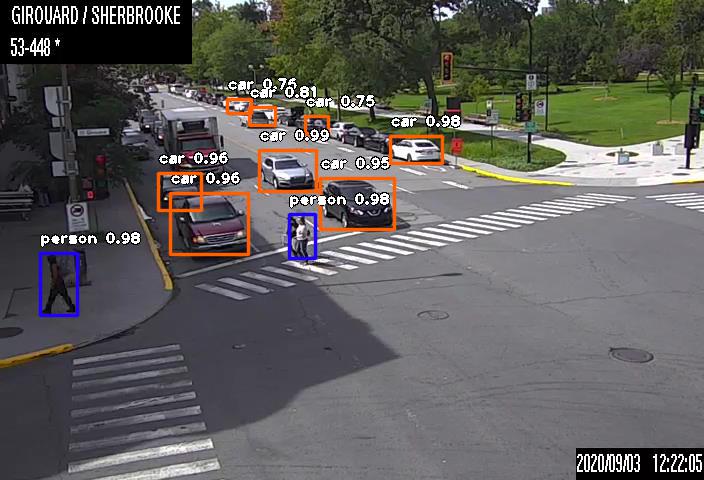 GIROUARD / SHERBROOKE
53-448 *
car 0.76
car 0.81
car 0.75
car 0.99
car 0.98
car 0.96
car 0.95
car 0.96
person 0.98
person 0.98
Girouard
2020/09/03 12:22:05